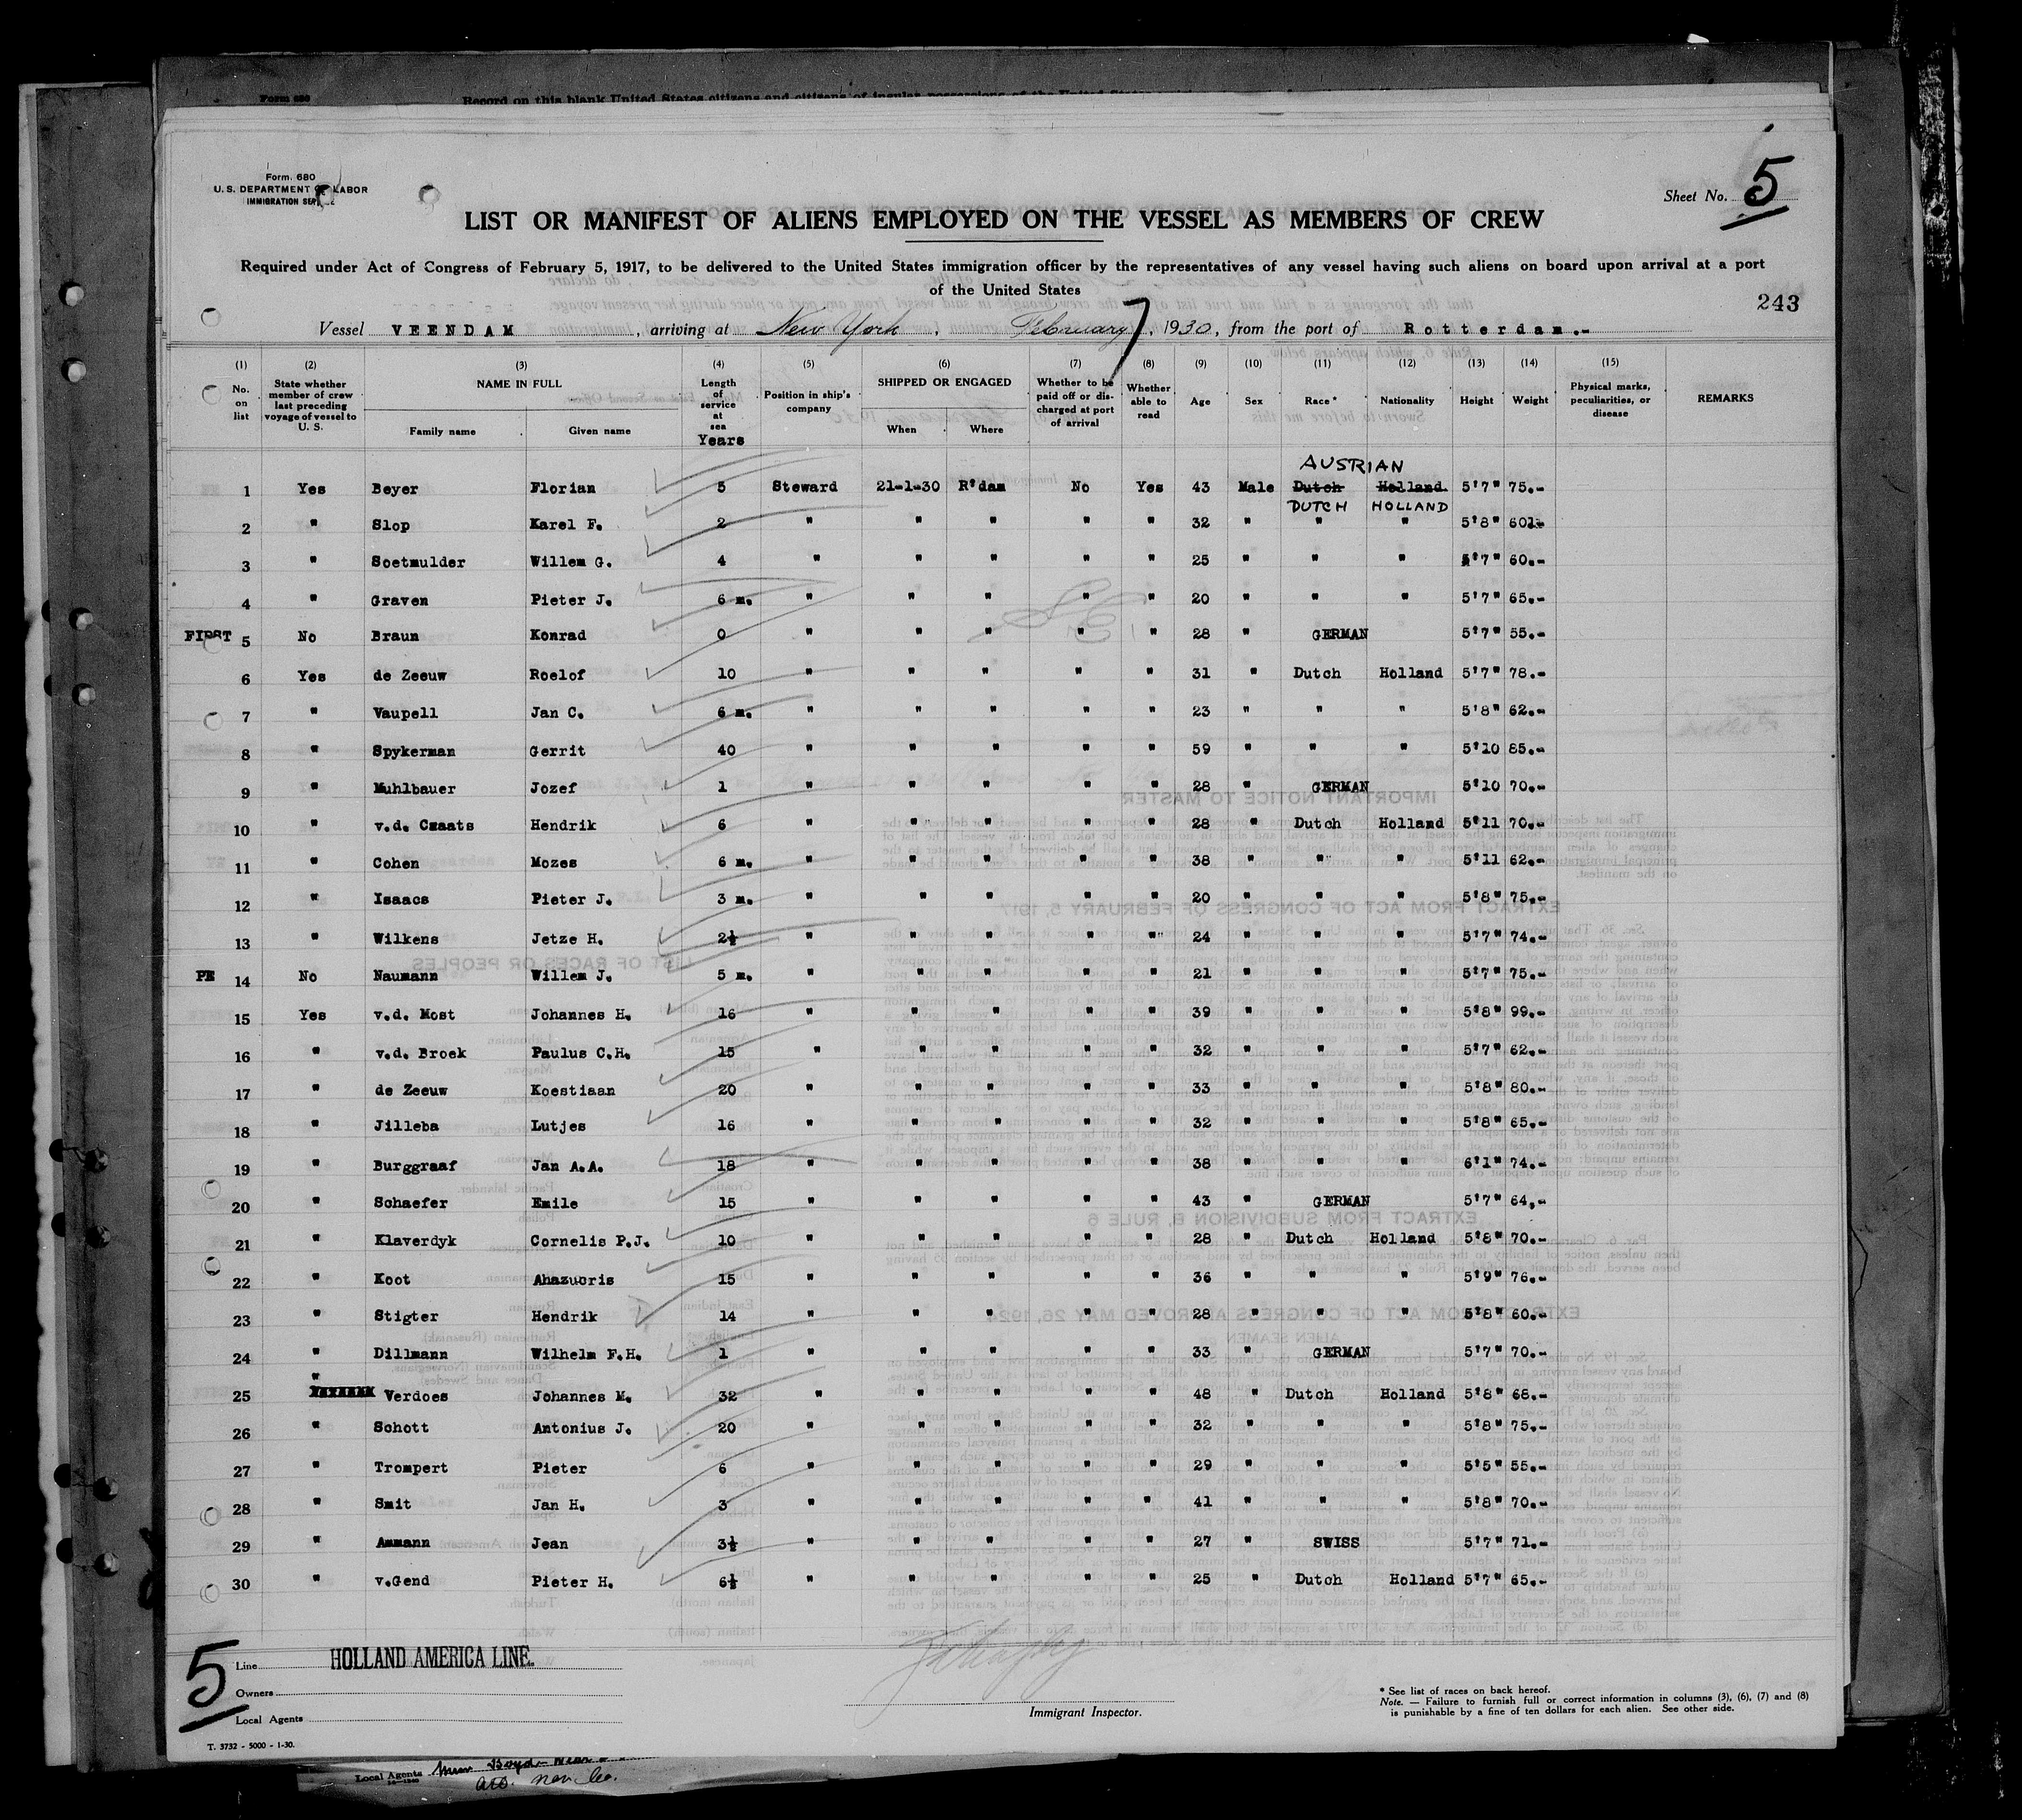 Form 680
Record on this blank United States citizens and citizens of insular possessions of the United States
Form. 680
U. S. DEPARTMENT OF LABOR
IMMIGRATION SERVICE
Sheet No. 5
LIST OR MANIFEST OF ALIENS EMPLOYED ON THE VESSEL AS MEMBERS OF CREW
Required under Act of Congress of February 5, 1917, to be delivered to the United States immigration officer by the representatives of any vessel having such aliens on board upon arrival at a port
of the United States
243
Vessel VEENDAM, arriving at New York, February 7, 1930, from the port of Rotterdam.-
(1) (2) (3) (4) (5) (6) (7) (8) (9) (10) (11) (12) (13) (14) (15)
No. on list State whether member of crew last preceding voyage of vessel to U. S. NAME IN FULL Family name Given name Length of service at sea Years Position in ship's company SHIPPED OR ENGAGED When Where Whether to be paid off or discharged at port of arrival Whether able to read Age Sex Race * Nationality Height Weight Physical marks, peculiarities, or disease REMARKS
AUSRIAN
1 Yes Beyer Florian 5 Steward 21-1-30 R'dam No Yes 43 Male Dutch Holland 5'7" 75.-
DUTCH HOLLAND
2 " Slop Karel F. 2 " " " " " 32 " " " 5'8" 60.-
3 " Soetmulder Willem G. 4 " " " " " 25 " " " 5'7" 60.-
4 " Graven Pieter J. 6 m. " " " " " 20 " " " 5'7" 65.-
FIRST 5 No Braun Konrad 0 " " " " " 28 " GERMAN 5'7" 55.-
6 Yes de Zeeuw Roelof 10 " " " " " 31 " Dutch Holland 5'7" 78.-
7 " Vaupell Jan C. 6 m. " " " " " 23 " " " 5'8" 62.-
8 " Spykerman Gerrit 40 " " " " " 59 " " " 5'10 85.-
9 " Muhlbauer Jozef 1 " " " " " 28 " GERMAN 5'10 70.-
10 " v.d. Czaats Hendrik 6 " " " " " 28 " Dutch Holland 5'11 70.-
11 " Cohen Mozes 6 m. " " " " " 38 " " " 5'11 62.-
12 " Isaacs Pieter J. 3 m. " " " " " 20 " " " 5'8" 75.-
13 " Wilkens Jetze H. 2½ " " " " " 24 " " " 5'7" 74.-
PE 14 No Naumann Willem J. 5 m. " " " " " 21 " " " 5'7" 75.-
15 Yes v.d. Most Johannes H. 16 " " " " " 39 " " " 5'8" 99.-
16 " v.d. Broek Paulus C.H. 15 " " " " " 32 " " " 5'7" 62.-
17 " de Zeeuw Koestiaan 20 " " " " " 33 " " " 5'8" 80.-
18 " Jilleba Lutjes 16 " " " " " 32 " " " 5'8" 65.-
19 " Burggraaf Jan A.A. 18 " " " " " 38 " " " 6'1" 74.-
20 " Schaefer Emile 15 " " " " " 43 " GERMAN 5'7" 64.-
21 " Klaverdyk Cornelis P.J. 10 " " " " " 28 " Dutch Holland 5'8" 70.-
22 " Koot Ahazuoris 15 " " " " " 36 " " " 5'9" 76.-
23 " Stigter Hendrik 14 " " " " " 28 " " " 5'8" 60.-
24 " Dillmann Wilhelm F.H. 1 " " " " " 33 " GERMAN 5'7" 70.-
25 " Verdoes Johannes M. 32 " " " " " 48 " Dutch Holland 5'8" 68.-
26 " Schott Antonius J. 20 " " " " " 32 " " " 5'8" 75.-
27 " Trompert Pieter 6 " " " " " 29 " " " 5'5" 55.-
28 " Smit Jan H. 3 " " " " " 41 " " " 5'8" 70.-
29 " Ammann Jean 3½ " " " " " 27 " SWISS 5'7" 71.-
30 " v.Gend Pieter H. 6½ " " " " " 25 " Dutch Holland 5'7" 65.-
5
Line HOLLAND AMERICA LINE.
Owners
Local Agents
Immigrant Inspector.
* See list of races on back hereof.
Note. — Failure to furnish full or correct information in columns (3), (6), (7) and (8)
is punishable by a fine of ten dollars for each alien. See other side.
T. 3732 - 5000 - 1-30.
Local Agents